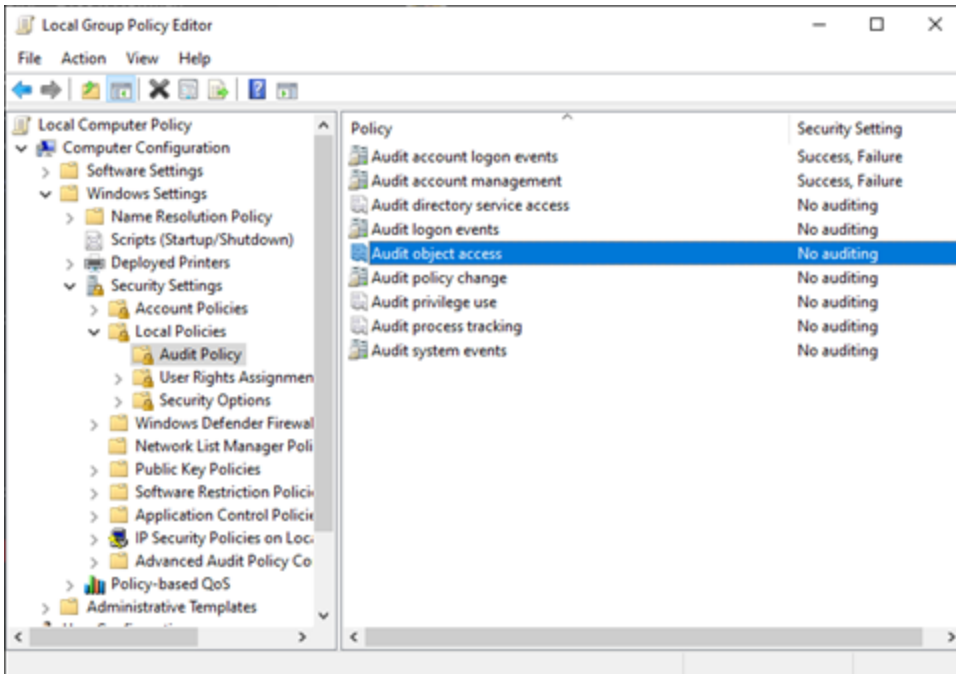 Local Group Policy Editor
File Action View Help
Local Computer Policy
Computer Configuration
Software Settings
Windows Settings
Name Resolution Policy
Scripts (Startup/Shutdown)
Deployed Printers
Security Settings
Account Policies
Local Policies
Audit Policy
User Rights Assignmen
Security Options
Windows Defender Firewal
Network List Manager Poli
Public Key Policies
Software Restriction Polici
Application Control Policie
IP Security Policies on Loc
Advanced Audit Policy Co
Policy-based QoS
Administrative Templates
Policy Security Setting
Audit account logon events Success, Failure
Audit account management Success, Failure
Audit directory service access No auditing
Audit logon events No auditing
Audit object access No auditing
Audit policy change No auditing
Audit privilege use No auditing
Audit process tracking No auditing
Audit system events No auditing